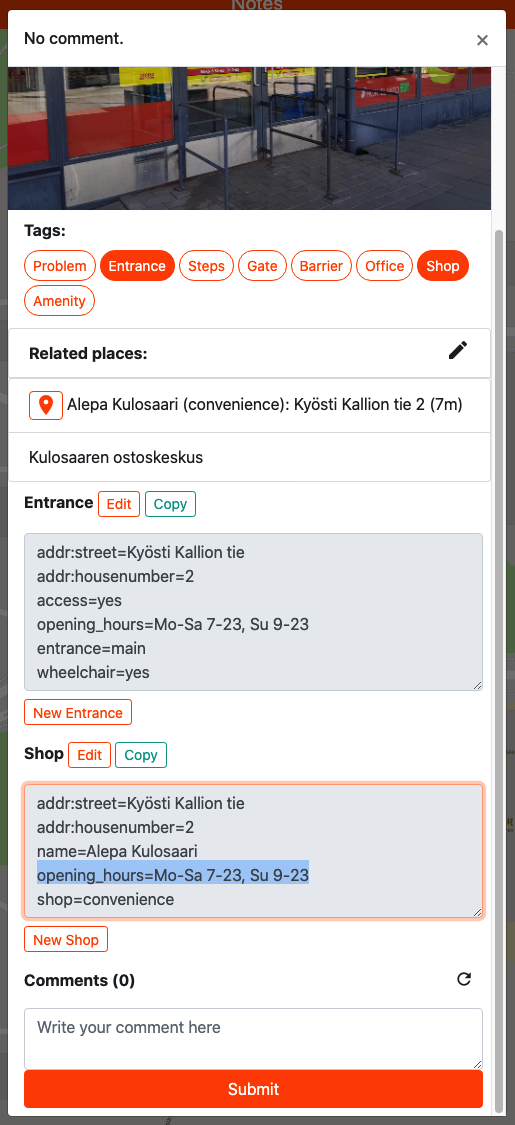 Notes
No comment.
×
Tags:
Problem Entrance Steps Gate Barrier Office Shop
Amenity
Related places:
Alepa Kulosaari (convenience): Kyösti Kallion tie 2 (7m)
Kulosaaren ostoskeskus
Entrance Edit Copy
addr:street=Kyösti Kallion tie
addr:housenumber=2
access=yes
opening_hours=Mo-Sa 7-23, Su 9-23
entrance=main
wheelchair=yes
New Entrance
Shop Edit Copy
addr:street=Kyösti Kallion tie
addr:housenumber=2
name=Alepa Kulosaari
opening_hours=Mo-Sa 7-23, Su 9-23
shop=convenience
New Shop
Comments (0)
Write your comment here
Submit